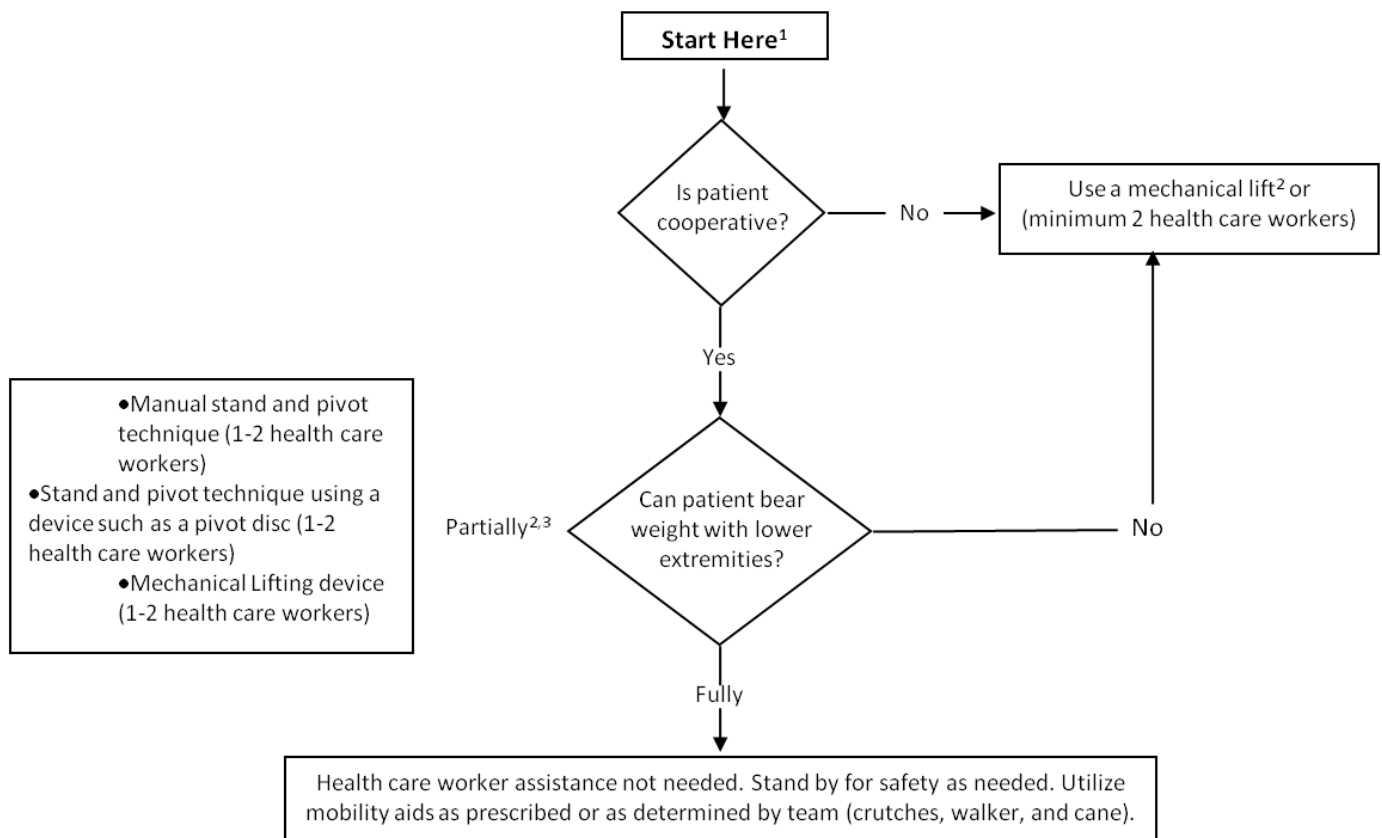 Start Here¹
Is patient
cooperative?
No
Use a mechanical lift² or
(minimum 2 health care workers)
Yes
•Manual stand and pivot
technique (1-2 health care
workers)
•Stand and pivot technique using a
device such as a pivot disc (1-2
health care workers)
•Mechanical Lifting device
(1-2 health care workers)
Partially²,³
Can patient bear
weight with lower
extremities?
No
Fully
Health care worker assistance not needed. Stand by for safety as needed. Utilize
mobility aids as prescribed or as determined by team (crutches, walker, and cane).